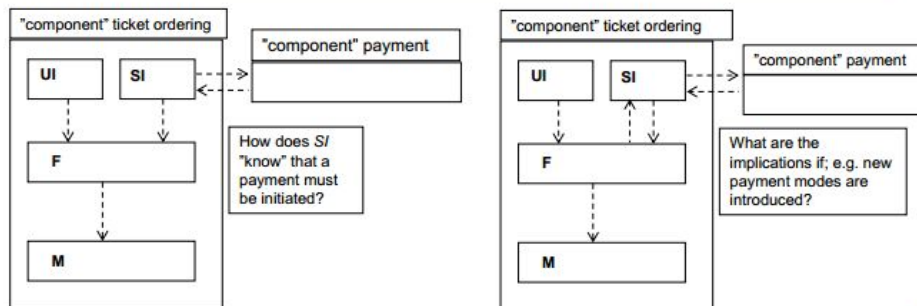 "component" ticket ordering
"component" payment
UI
SI
F
M
How does SI
"know" that a
payment must
be initiated?
"component" ticket ordering
"component" payment
UI
SI
F
M
What are the
implications if; e.g. new
payment modes are
introduced?